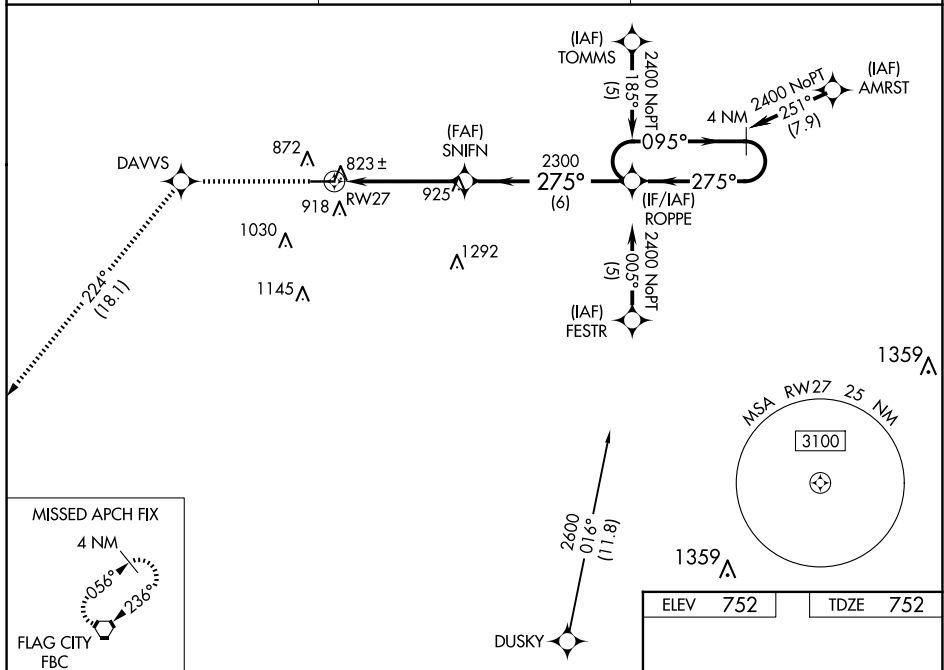 (IAF)
TOMMS
2400 NoPT
185°
(5)
(IAF)
AMRST
2400 NoPT
251°
(7.9)
4 NM
095°
275°
(IF/IAF)
ROPPE
(FAF)
SNIFN
2300
275°
(6)
DAVVS
872
823 ±
RW27
918
925
1030
1292
1145
224°
(18.1)
2400 NoPT
005°
(5)
(IAF)
FESTR
1359
MSA RW27 25 NM
3100
2600
016°
(11.8)
1359
DUSKY
MISSED APCH FIX
4 NM
056°
236°
FLAG CITY
FBC
ELEV 752
TDZE 752